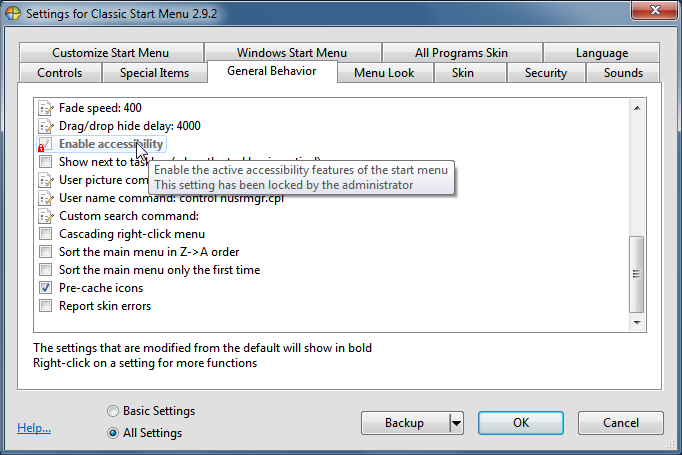 Settings for Classic Start Menu 2.9.2
Customize Start Menu
Windows Start Menu
All Programs Skin
Language
Controls
Special Items
General Behavior
Menu Look
Skin
Security
Sounds
Fade speed: 400
Drag/drop hide delay: 4000
Enable accessibility
Show next to
Enable the active accessibility features of the start menu
This setting has been locked by the administrator
User picture com
User name command: control nusrmgr.cpl
Custom search command:
Cascading right-click menu
Sort the main menu in Z->A order
Sort the main menu only the first time
Pre-cache icons
Report skin errors
The settings that are modified from the default will show in bold
Right-click on a setting for more functions
Help...
Basic Settings
All Settings
Backup
OK
Cancel